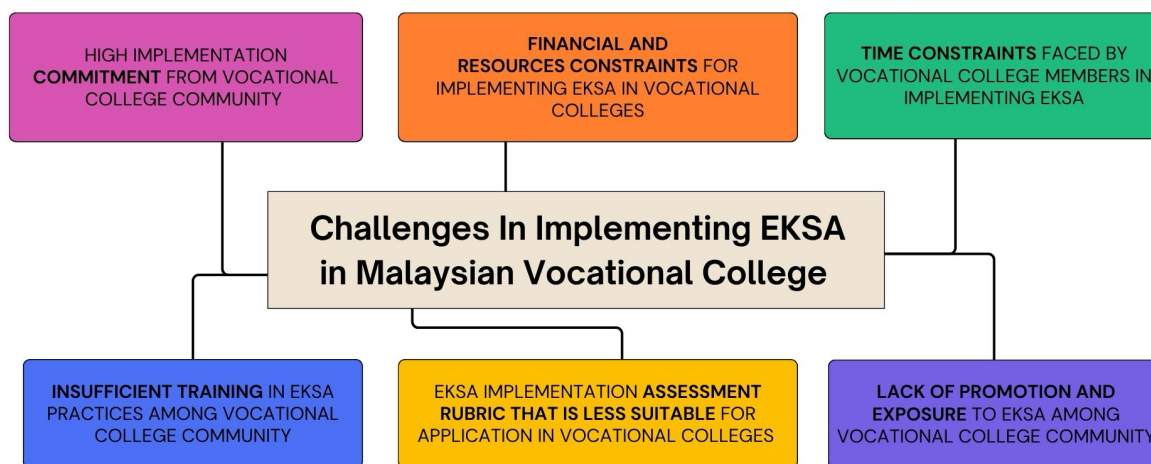 HIGH IMPLEMENTATION
COMMITMENT FROM VOCATIONAL
COLLEGE COMMUNITY
FINANCIAL AND
RESOURCES CONSTRAINTS FOR
IMPLEMENTING EKSA IN VOCATIONAL
COLLEGES
TIME CONSTRAINTS FACED BY
VOCATIONAL COLLEGE MEMBERS IN
IMPLEMENTING EKSA
Challenges In Implementing EKSA
in Malaysian Vocational College
INSUFFICIENT TRAINING IN EKSA
PRACTICES AMONG VOCATIONAL
COLLEGE COMMUNITY
EKSA IMPLEMENTATION ASSESSMENT
RUBRIC THAT IS LESS SUITABLE FOR
APPLICATION IN VOCATIONAL COLLEGES
LACK OF PROMOTION AND
EXPOSURE TO EKSA AMONG
VOCATIONAL COLLEGE COMMUNITY